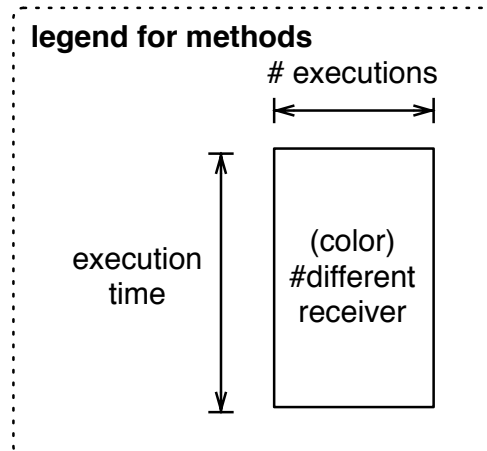 legend for methods
# executions
execution
time
(color)
#different
receiver